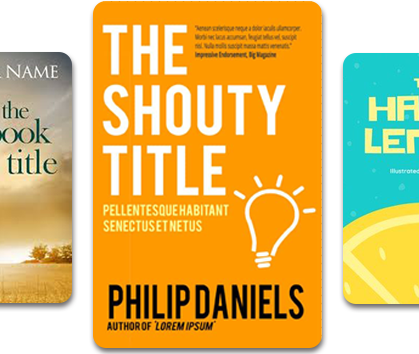 NAME
the
book
title
THE
SHOUTY
TITLE
"Aenean scelerisque neque a dolor iaculis ullamcorper.
Morbi nec lacus accumsan, feugiat felis vel, suscipit
nisi. Nulla mollis suscipit massa mattis venenatis."
Impressive Endorsement, Big Magazine
PELLENTESQUE HABITANT
SENECTUS ET NETUS
PHILIP DANIELS
AUTHOR OF 'LOREM IPSUM'
Illustrated